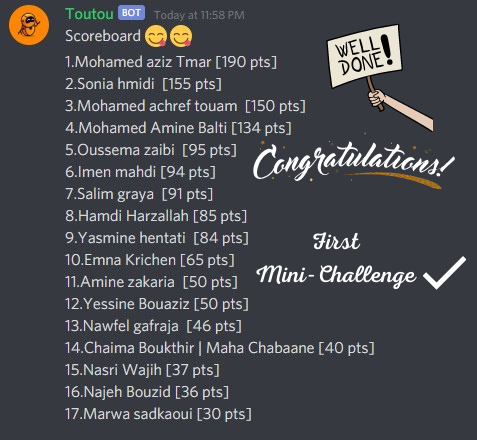 Toutou BOT Today at 11:58 PM
Scoreboard 😋😋
1.Mohamed aziz Tmar [190 pts]
2.Sonia hmidi [155 pts]
3.Mohamed achref touam [150 pts]
4.Mohamed Amine Balti [134 pts]
5.Oussema zaibi [95 pts]
6.Imen mahdi [94 pts]
7.Salim graya [91 pts]
8.Hamdi Harzallah [85 pts]
9.Yasmine hentati [84 pts]
10.Emna Krichen [65 pts]
11.Amine zakaria [50 pts]
12.Yessine Bouaziz [50 pts]
13.Nawfel gafraja [46 pts]
14.Chaima Boukthir | Maha Chabaane [40 pts]
15.Nasri Wajih [37 pts]
16.Najeh Bouzid [36 pts]
17.Marwa sadkaoui [30 pts]
WELL
DONE!
Congratulations!
First
Mini-Challenge